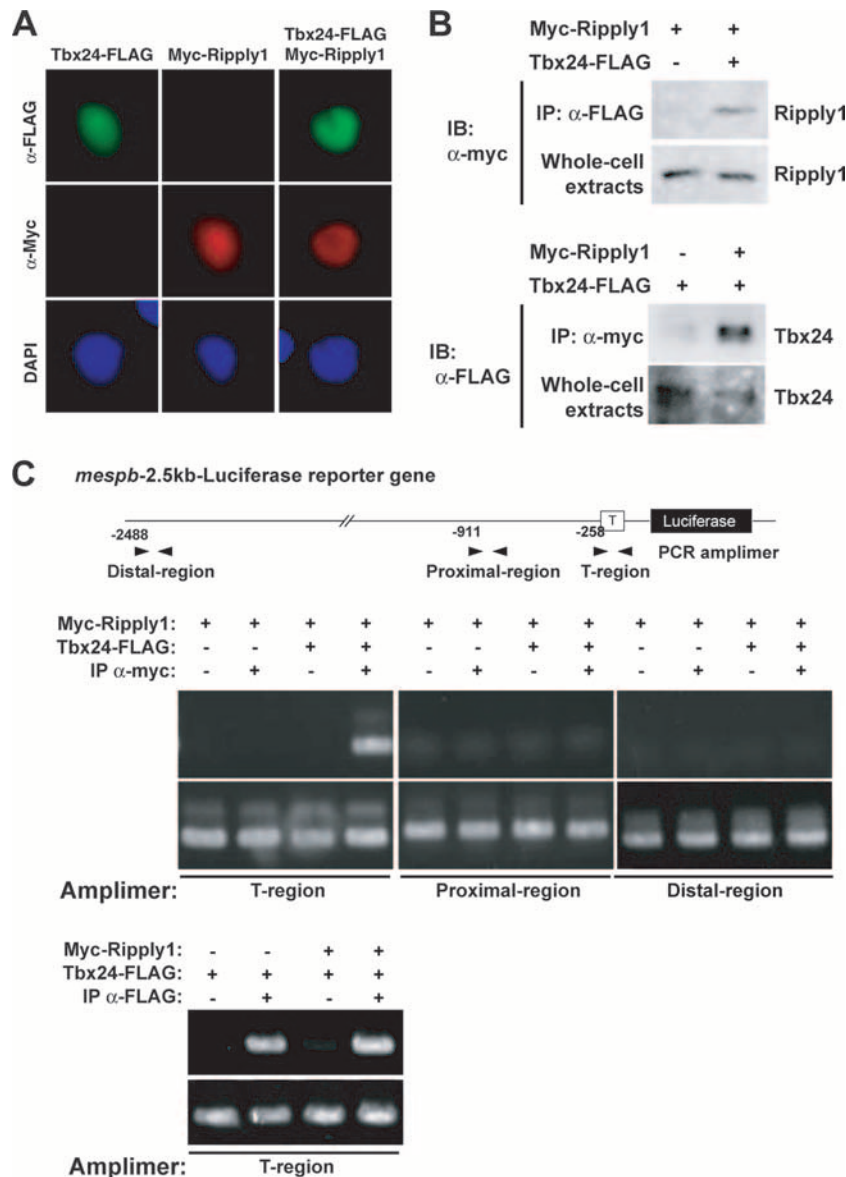 A
Tbx24-FLAG Myc-Ripply1 Tbx24-FLAG Myc-Ripply1
α-FLAG
α-Myc
DAPI
B
Myc-Ripply1 + +
Tbx24-FLAG - +
IB: α-myc
IP: α-FLAG Ripply1
Whole-cell extracts Ripply1
Myc-Ripply1 - +
Tbx24-FLAG + +
IB: α-FLAG
IP: α-myc Tbx24
Whole-cell extracts Tbx24
C
mespb-2.5kb-Luciferase reporter gene
T Luciferase
-2488 -911 -258
PCR amplimer
Distal-region Proximal-region T-region
Myc-Ripply1: + + + + + + + + + + + +
Tbx24-FLAG: - - + + - - + + - - + +
IP α-myc - + - + - + - + - + - +
Amplimer: T-region Proximal-region Distal-region
Myc-Ripply1: - - + +
Tbx24-FLAG: + + + +
IP α-FLAG: - + - +
Amplimer: T-region